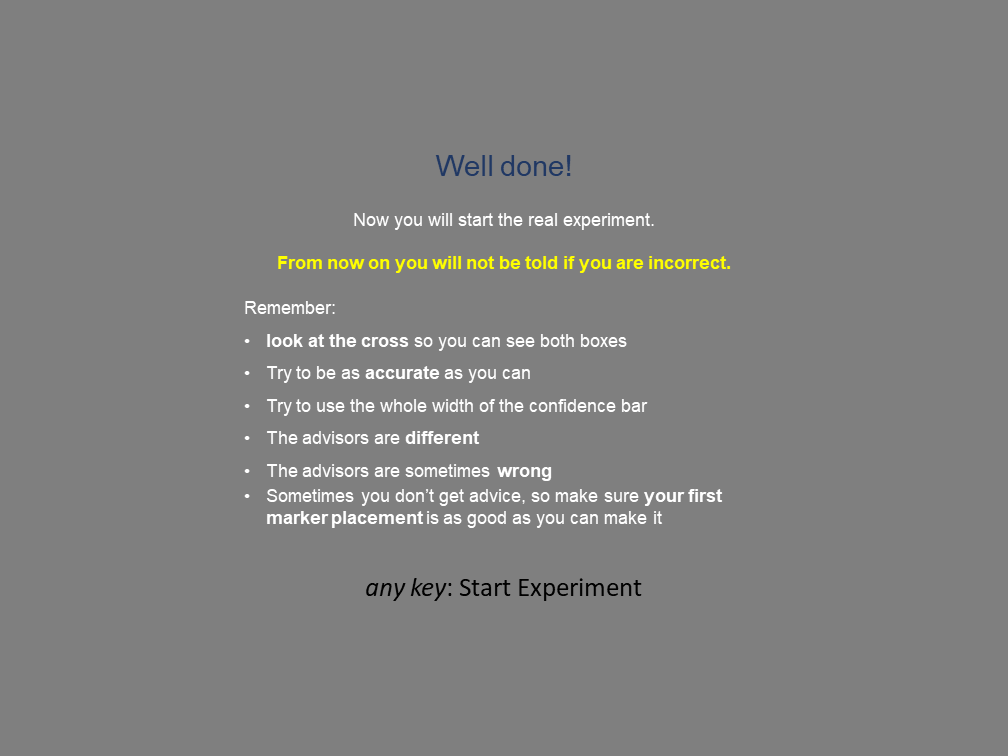 Well done!
Now you will start the real experiment.
From now on you will not be told if you are incorrect.
Remember:
• look at the cross so you can see both boxes
• Try to be as accurate as you can
• Try to use the whole width of the confidence bar
• The advisors are different
• The advisors are sometimes wrong
• Sometimes you don’t get advice, so make sure your first
marker placement is as good as you can make it
any key: Start Experiment